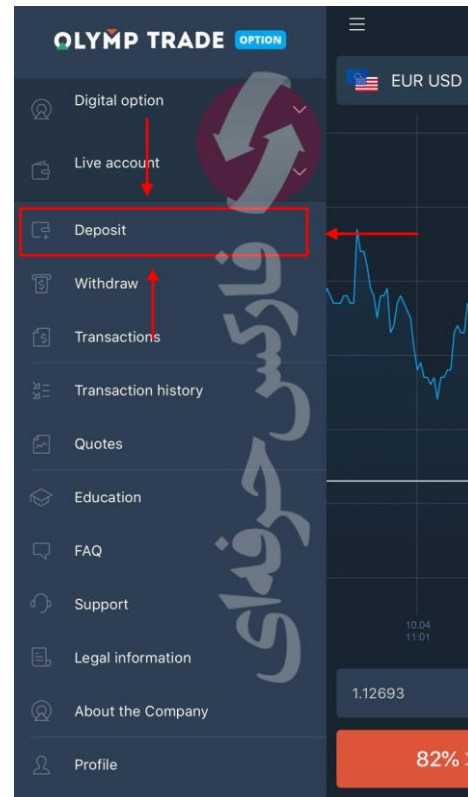 OLYMP TRADE OPTION
EUR USD
Digital option
Live account
Deposit
Withdraw
Transactions
Transaction history
Quotes
Education
FAQ
Support
Legal information
About the Company
Profile
10.04
11:01
1.12693
82%
فارکس حرفه‌ای